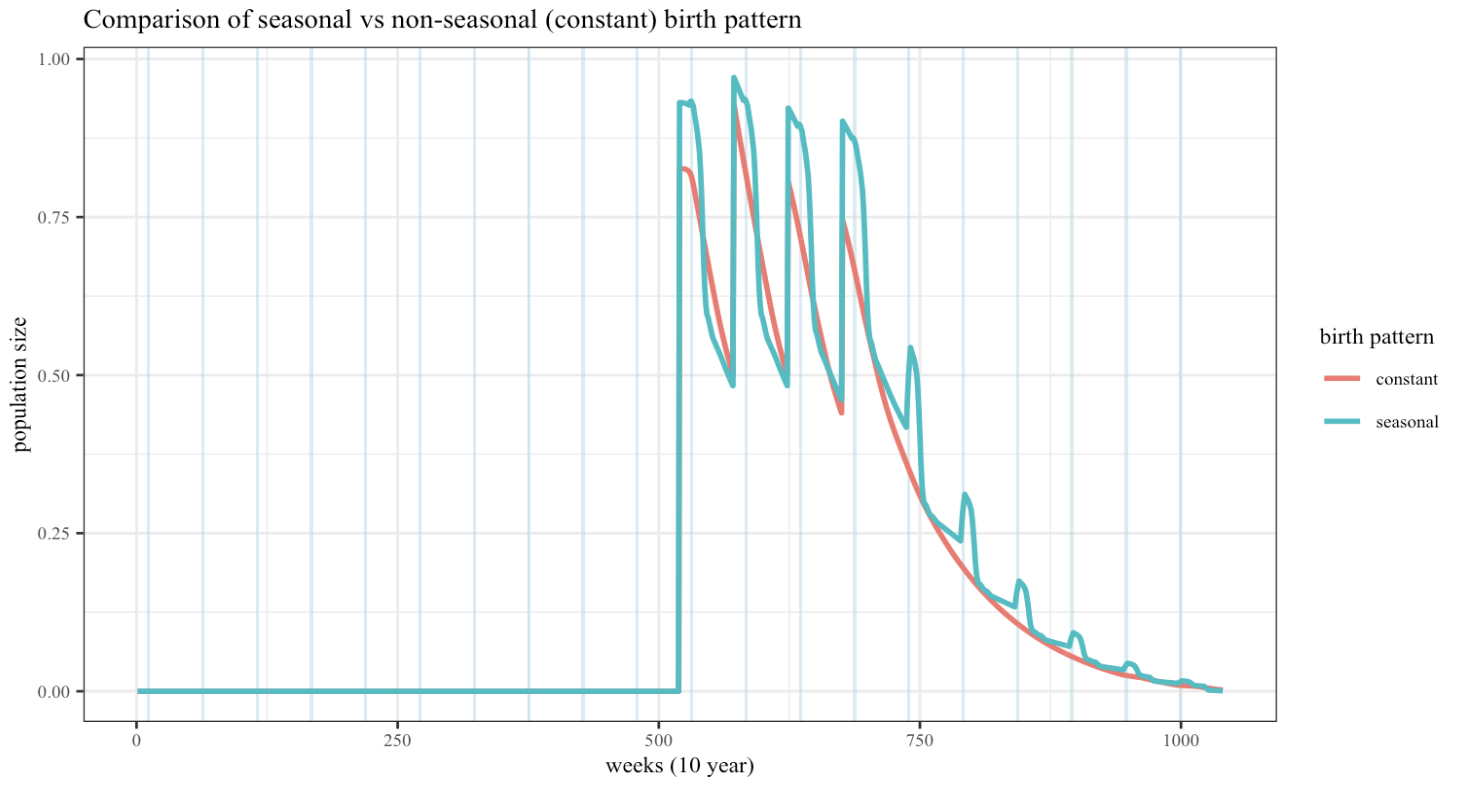 Comparison of seasonal vs non-seasonal (constant) birth pattern
population size
1.00
0.75
0.50
0.25
0.00
0 250 500 750 1000
weeks (10 year)
birth pattern
constant
seasonal